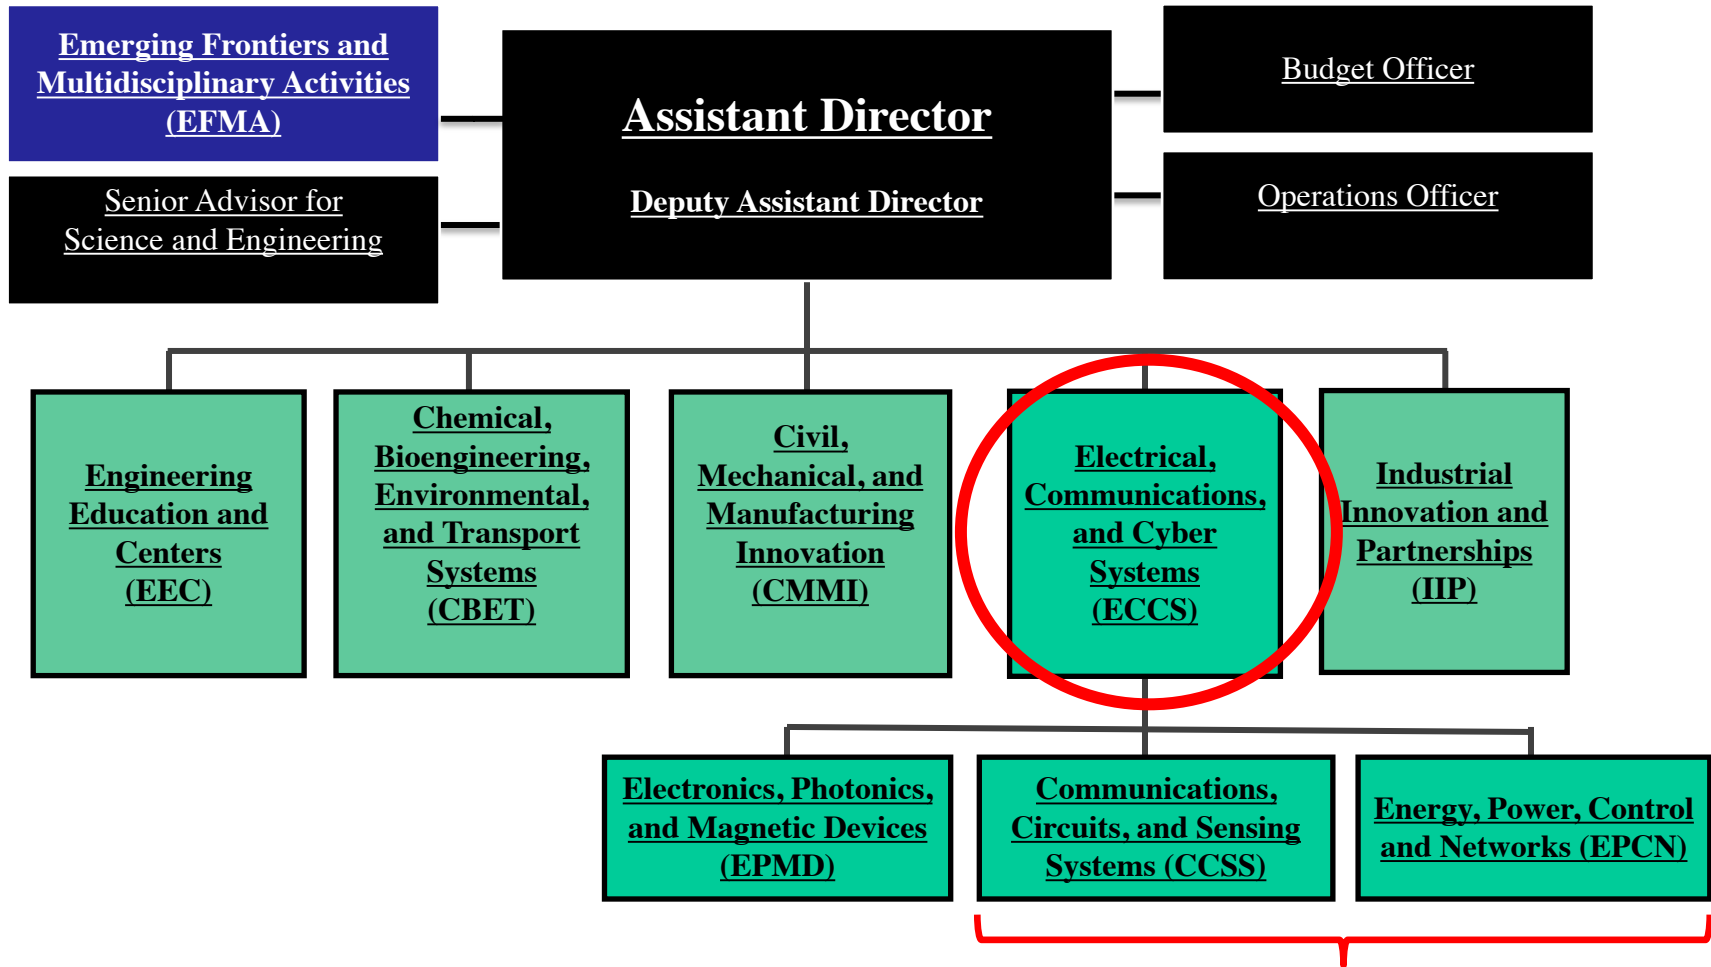 Emerging Frontiers and
Multidisciplinary Activities
(EFMA)
Senior Advisor for
Science and Engineering
Assistant Director
Deputy Assistant Director
Budget Officer
Operations Officer
Engineering
Education and
Centers
(EEC)
Chemical,
Bioengineering,
Environmental,
and Transport
Systems
(CBET)
Civil,
Mechanical, and
Manufacturing
Innovation
(CMMI)
Electrical,
Communications,
and Cyber
Systems
(ECCS)
Industrial
Innovation and
Partnerships
(IIP)
Electronics, Photonics,
and Magnetic Devices
(EPMD)
Communications,
Circuits, and Sensing
Systems (CCSS)
Energy, Power, Control
and Networks (EPCN)